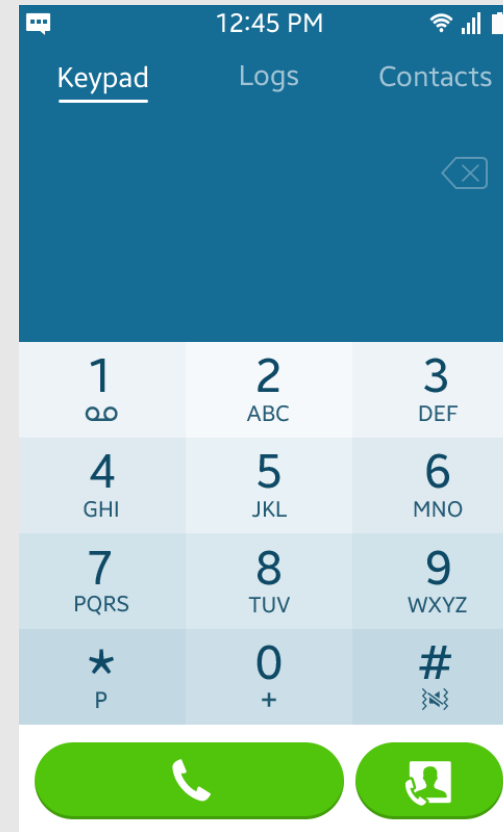 12:45 PM
Keypad Logs Contacts
1 2 3
ABC DEF
4 5 6
GHI JKL MNO
7 8 9
PQRS TUV WXYZ
* 0 #
P +